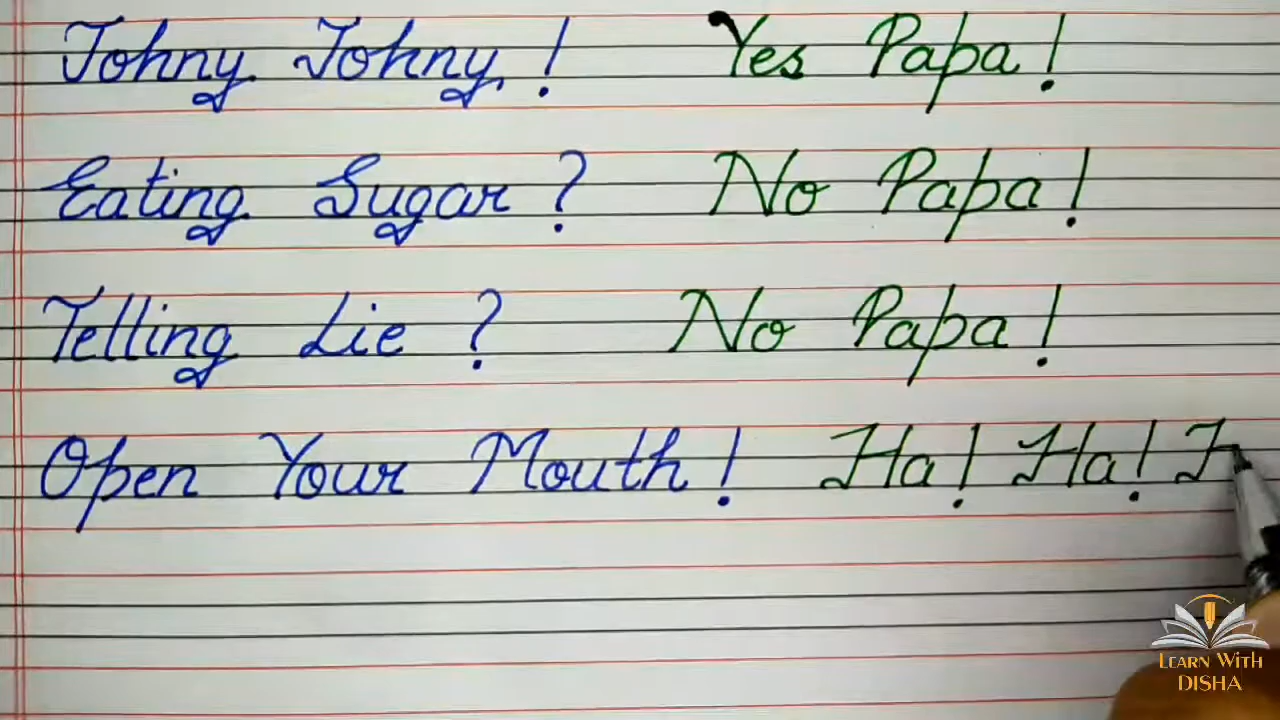 Johny Johny! Yes Papa!
Eating Sugar? No Papa!
Telling Lie? No Papa!
Open Your Mouth! Ha! Ha!
LEARN WITH
DISHA